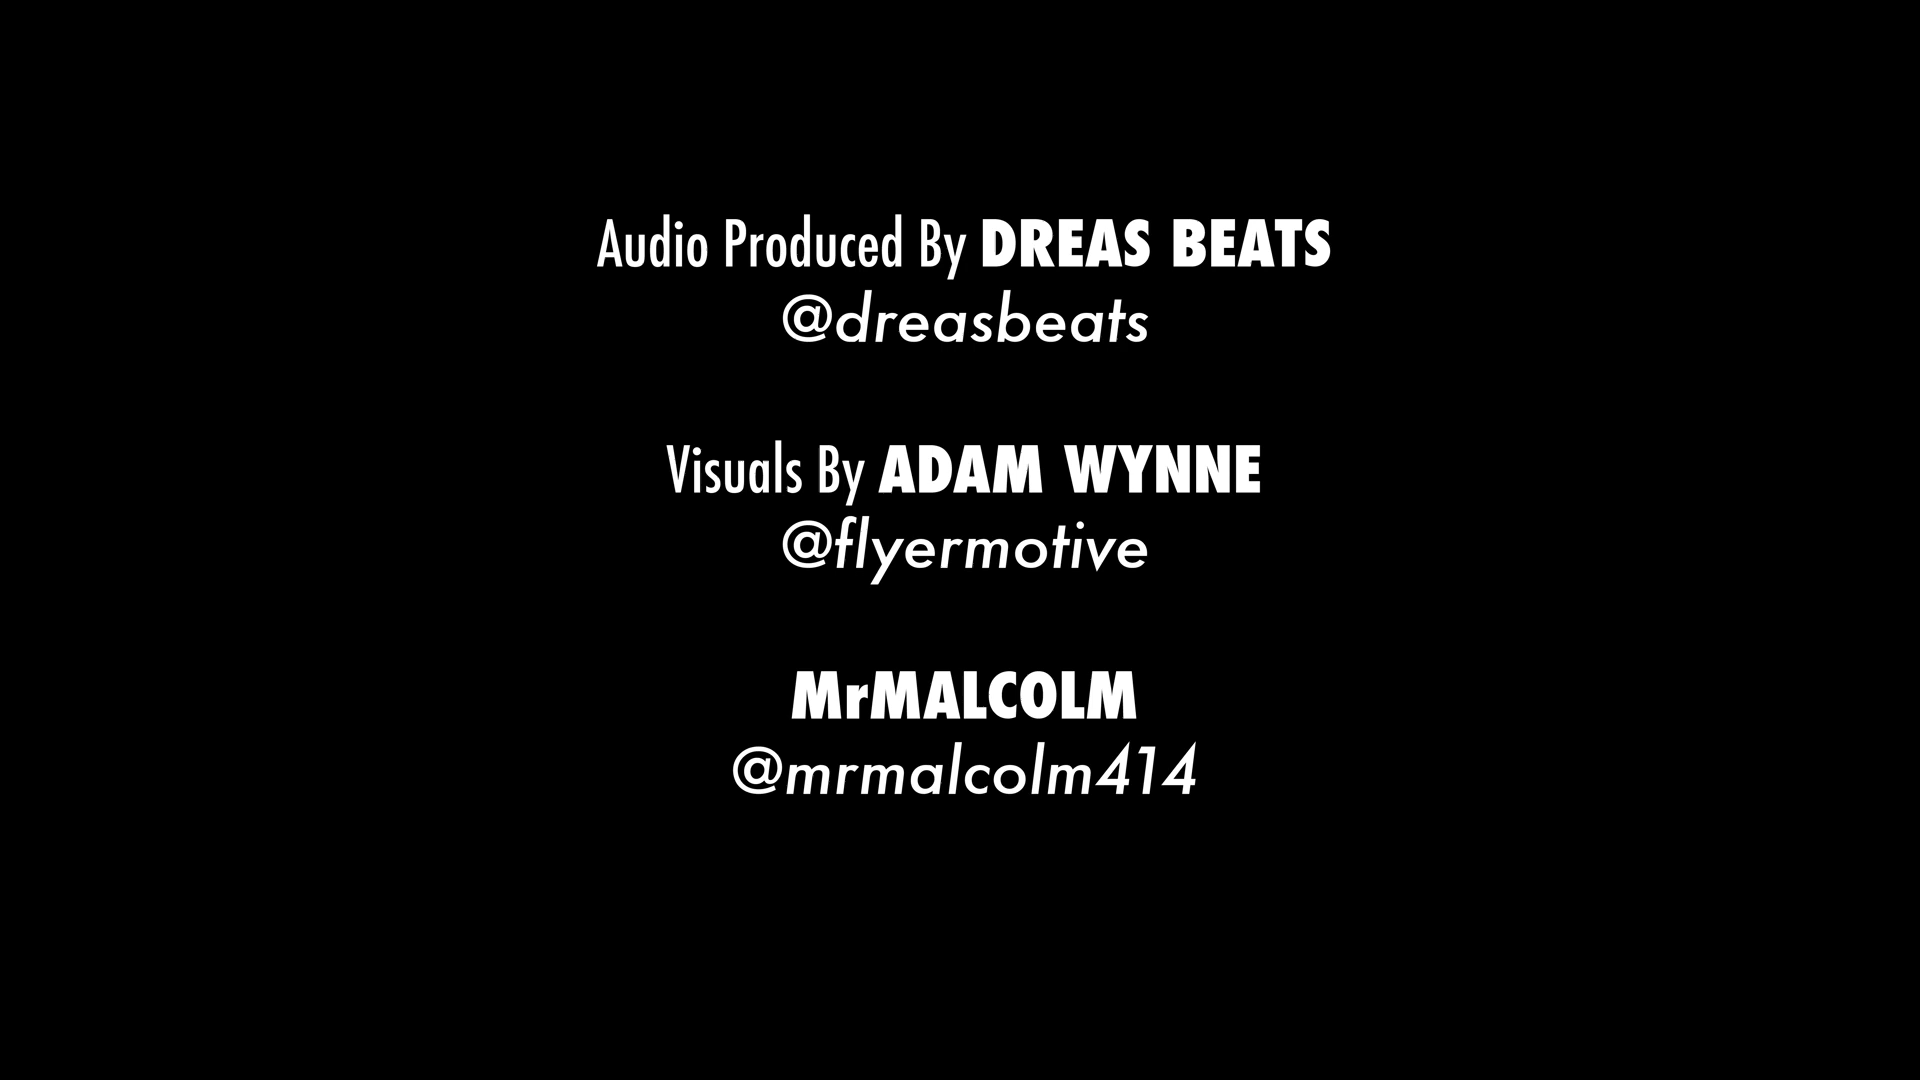 Audio Produced By DREAS BEATS
@dreasbeats
Visuals By ADAM WYNNE
@flyermotive
MrMALCOLM
@mrmalcolm414